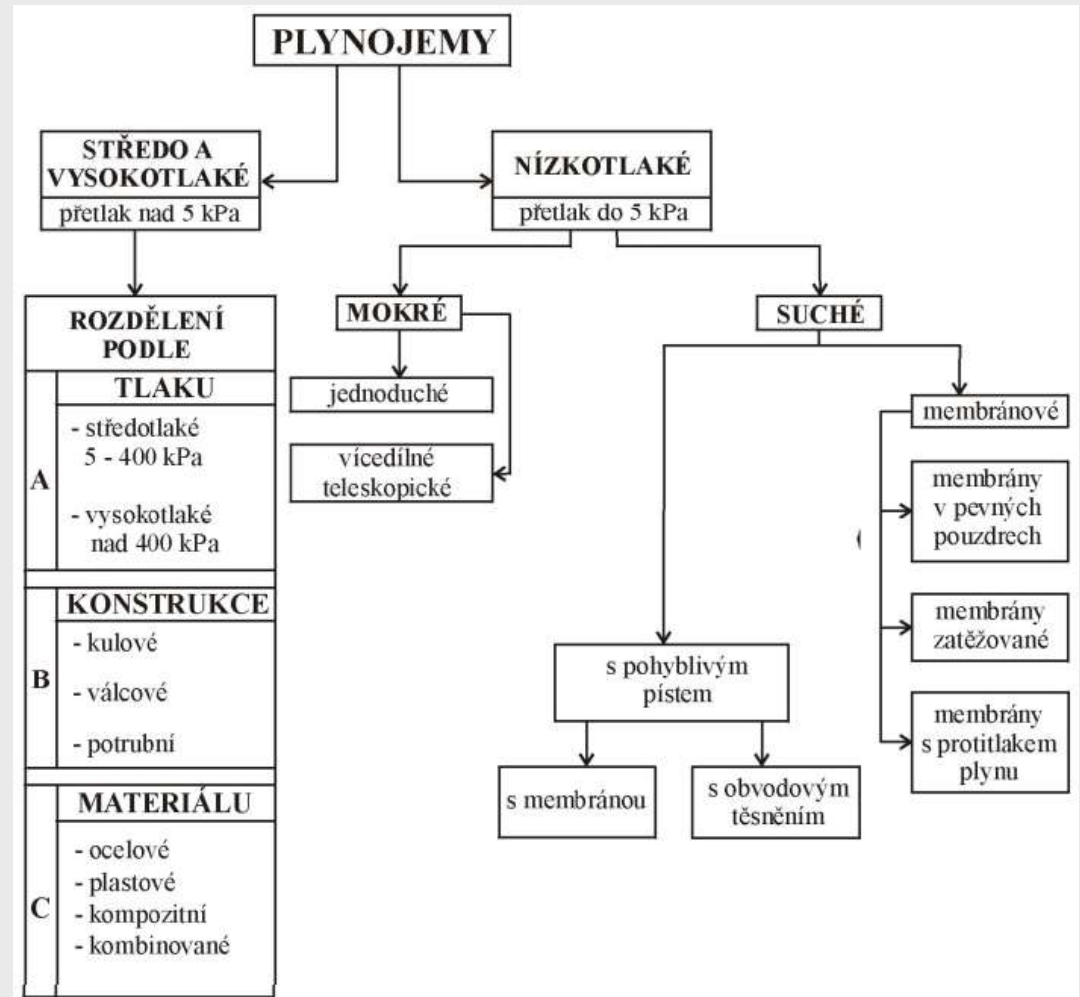 PLYNOJEMY
STŘEDO A
VYSOKOTLAKÉ
přetlak nad 5 kPa
NÍZKOTLAKÉ
přetlak do 5 kPa
ROZDĚLENÍ
PODLE
A
TLAKU
- středotlaké
5 - 400 kPa
- vysokotlaké
nad 400 kPa
B
KONSTRUKCE
- kulové
- válcové
- potrubní
C
MATERIÁLU
- ocelové
- plastové
- kompozitní
- kombinované
MOKRÉ
jednoduché
vícedílné
teleskopické
SUCHÉ
s pohyblivým
pístem
s membránou
s obvodovým
těsněním
membránové
membrány
v pevných
pouzdrech
membrány
zatěžované
membrány
s protitlakem
plynu